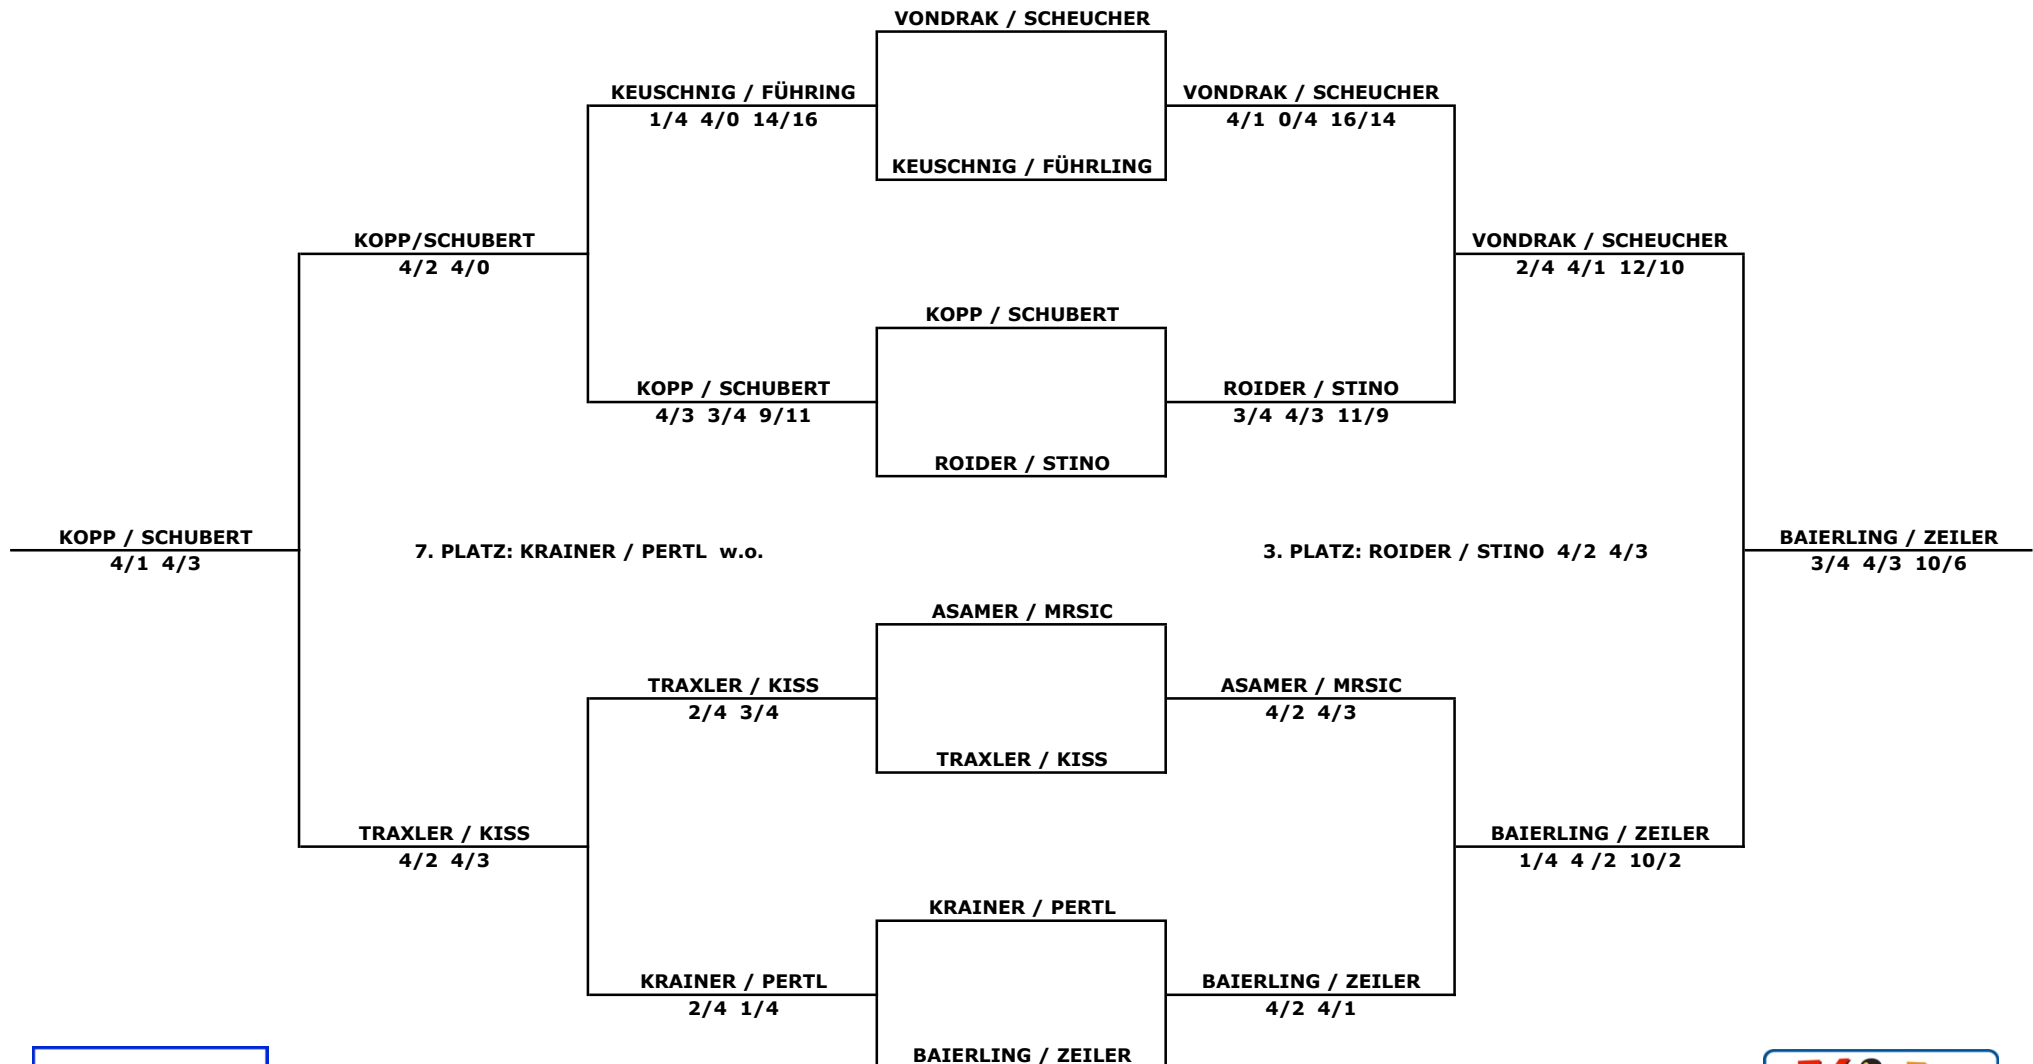 VONDRAK / SCHEUCHER
KEUSCHNIG / FÜHRING
VONDRAK / SCHEUCHER
1/4 4/0 14/16
4/1 0/4 16/14
KEUSCHNIG / FÜHRLING
KOPP/SCHUBERT
VONDRAK / SCHEUCHER
4/2 4/0
2/4 4/1 12/10
KOPP / SCHUBERT
KOPP / SCHUBERT
ROIDER / STINO
4/3 3/4 9/11
3/4 4/3 11/9
ROIDER / STINO
KOPP / SCHUBERT
4/1 4/3
7. PLATZ: KRAINER / PERTL w.o.
3. PLATZ: ROIDER / STINO 4/2 4/3
BAIERLING / ZEILER
3/4 4/3 10/6
ASAMER / MRSIC
TRAXLER / KISS
ASAMER / MRSIC
2/4 3/4
4/2 4/3
TRAXLER / KISS
TRAXLER / KISS
BAIERLING / ZEILER
4/2 4/3
1/4 4 /2 10/2
KRAINER / PERTL
KRAINER / PERTL
BAIERLING / ZEILER
2/4 1/4
4/2 4/1
BAIERLING / ZEILER